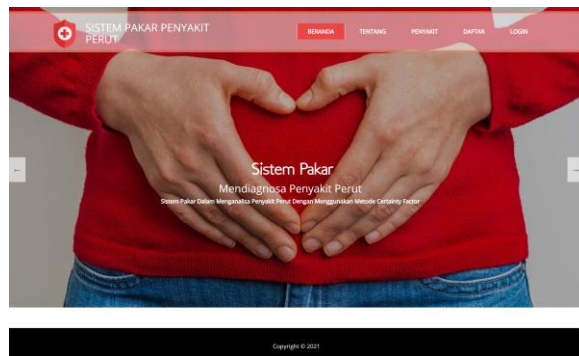 SISTEM PAKAR PENYAKIT
PERUT
BERANDA TENTANG PENYAKIT DAFTAR LOGIN
Sistem Pakar
Mendiagnosa Penyakit Perut
Sistem Pakar Dalam Menganalisa Penyakit Perut Dengan Menggunakan Metode Certainty Factor
Copyright © 2021